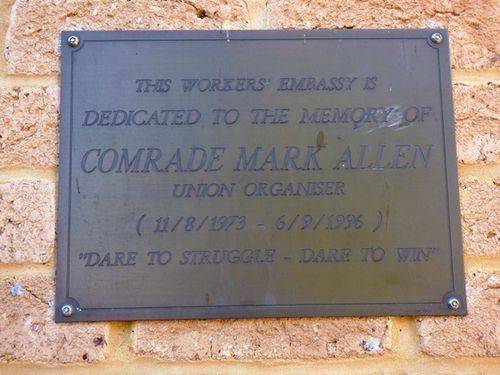 THIS WORKERS' EMBASSY IS
DEDICATED TO THE MEMORY OF
COMRADE MARK ALLEN
UNION ORGANISER
( 11/8/1973 - 6/9/1996 )
"DARE TO STRUGGLE - DARE TO WIN"